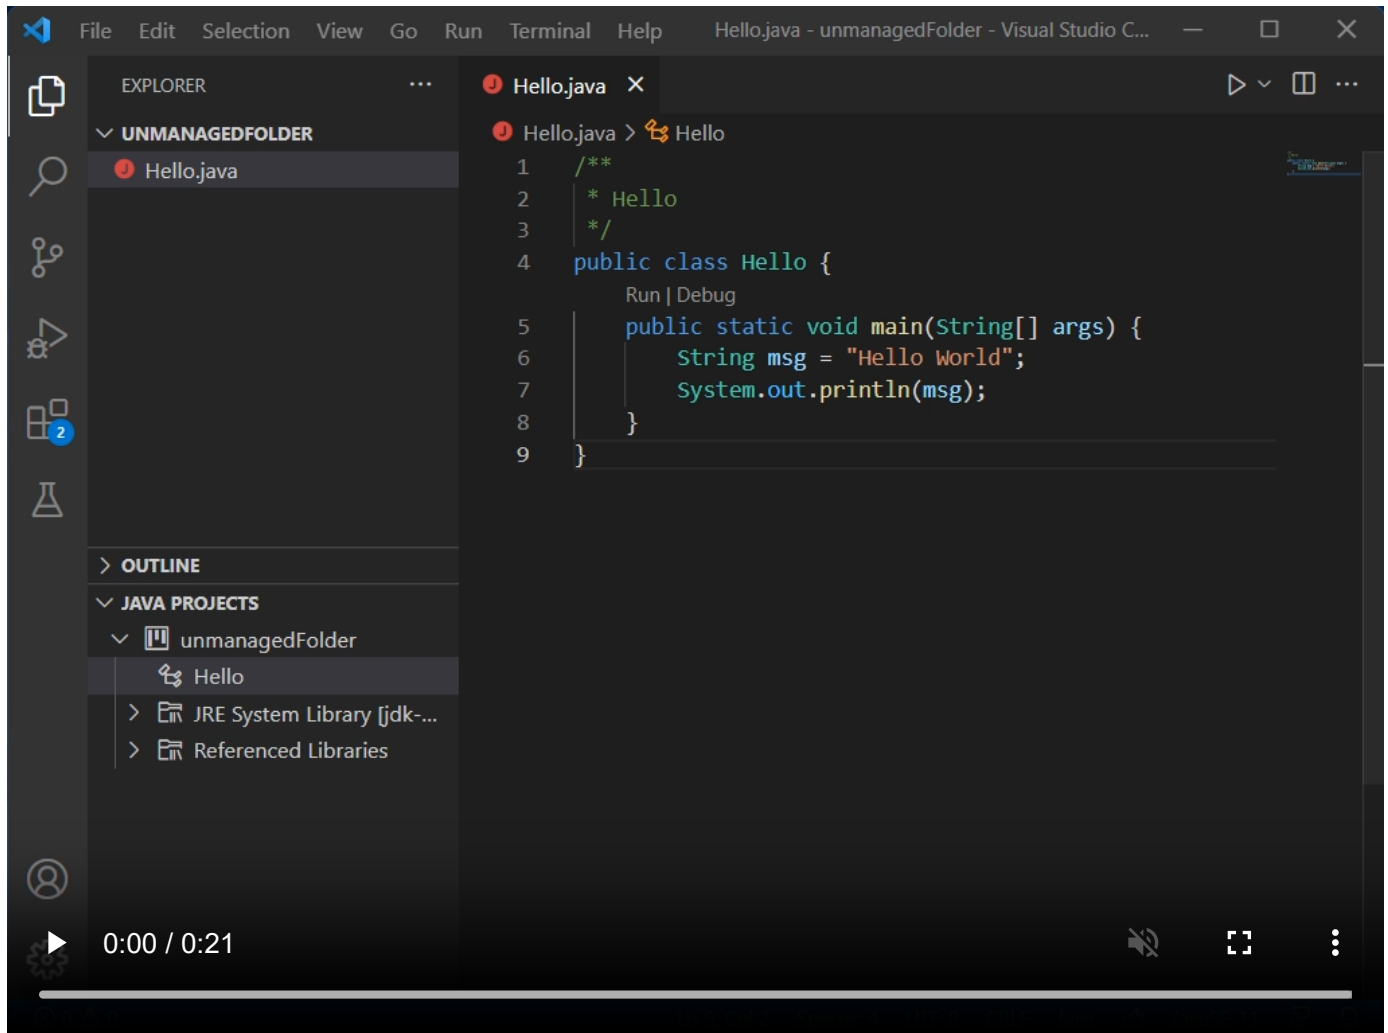 File Edit Selection View Go Run Terminal Help Hello.java - unmanagedFolder - Visual Studio C...
EXPLORER
UNMANAGEDFOLDER
Hello.java
OUTLINE
JAVA PROJECTS
unmanagedFolder
Hello
JRE System Library [jdk-...
Referenced Libraries
2
Hello.java
Hello.java > Hello
1 /**
2 * Hello
3 */
4 public class Hello {
Run | Debug
5 public static void main(String[] args) {
6 String msg = "Hello World";
7 System.out.println(msg);
8 }
9 }
0:00 / 0:21